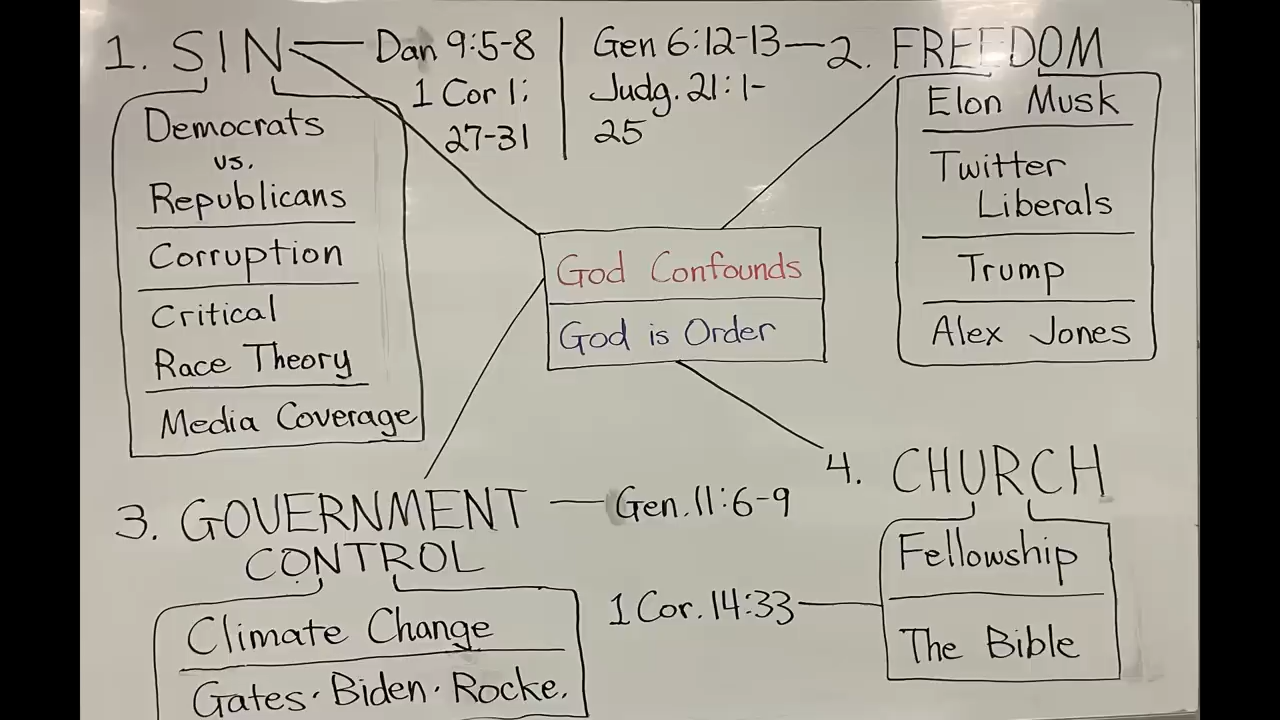 1. SIN
Dan 9:5-8
1 Cor 1:
27-31
Democrats
vs.
Republicans
Corruption
Critical
Race Theory
Media Coverage
Gen 6:12-13
Judg. 21:1-
25
2. FREEDOM
Elon Musk
Twitter
Liberals
Trump
Alex Jones
God Confounds
God is Order
3. GOVERNMENT
CONTROL
Gen. 11:6-9
Climate Change
Gates · Biden · Rocke.
4. CHURCH
1 Cor. 14:33
Fellowship
The Bible